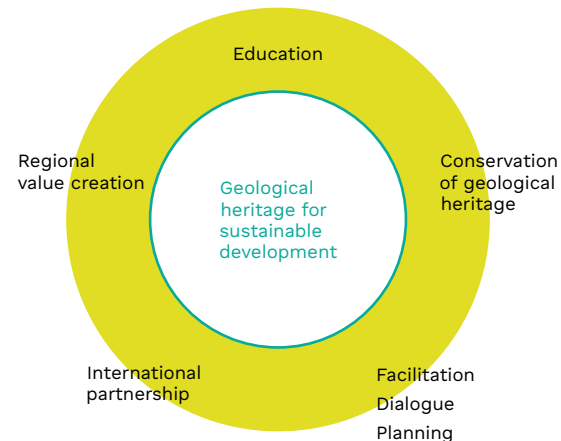 Education
Regional
value creation
Conservation
of geological
heritage
Geological
heritage for
sustainable
development
International
partnership
Facilitation
Dialogue
Planning